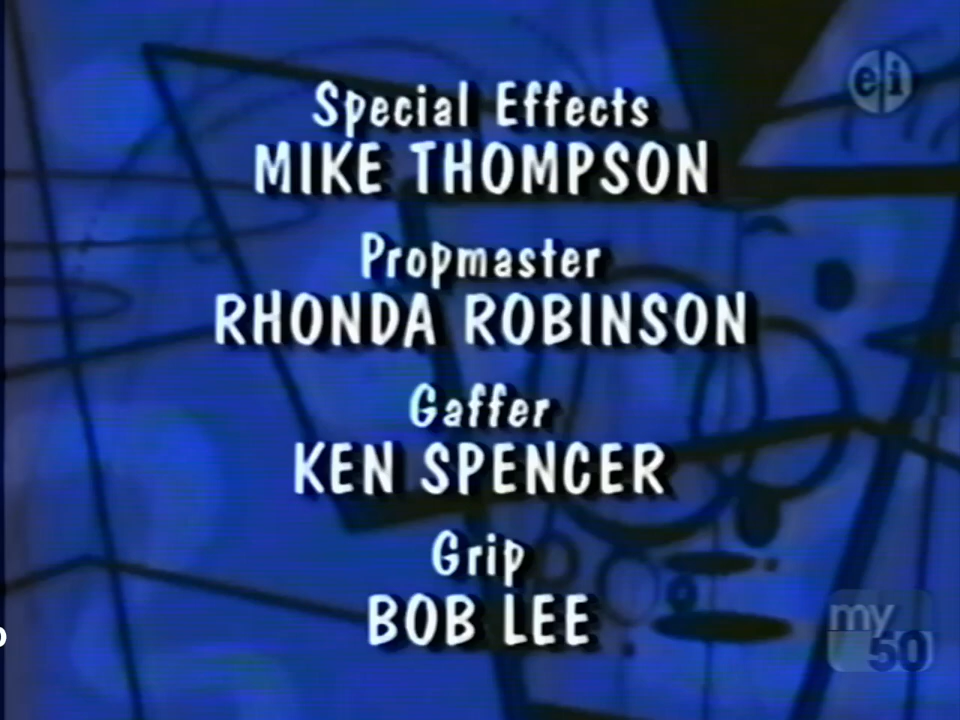 e/i
Special Effects
MIKE THOMPSON
Propmaster
RHONDA ROBINSON
Gaffer
KEN SPENCER
Grip
BOB LEE
my
50